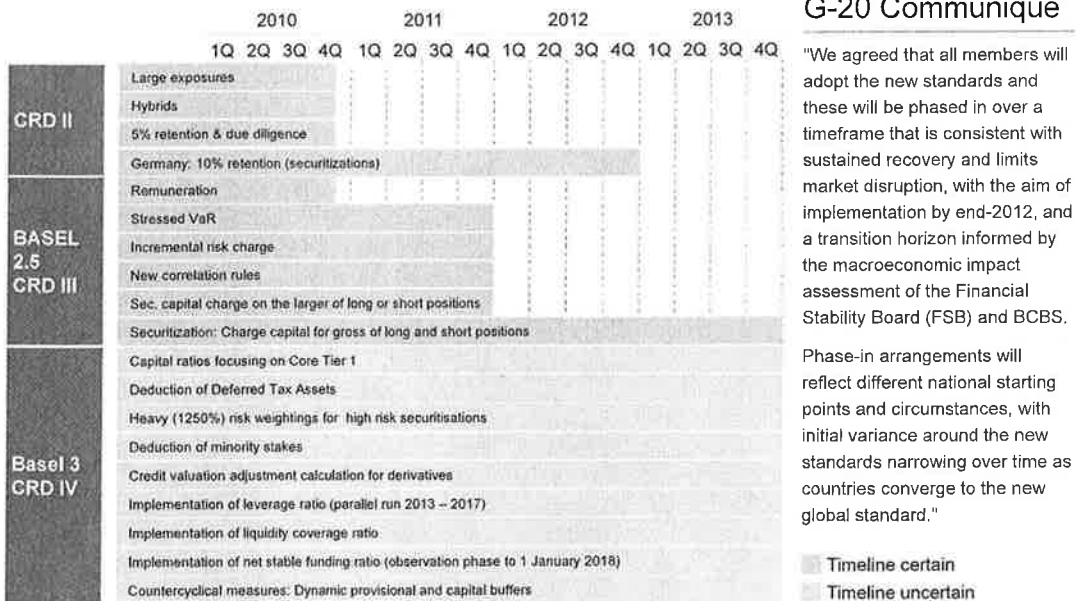 2010 2011 2012 2013
1Q 2Q 3Q 4Q 1Q 2Q 3Q 4Q 1Q 2Q 3Q 4Q 1Q 2Q 3Q 4Q
CRD II
Large exposures
Hybrids
5% retention & due diligence
Germany: 10% retention (securitizations)
BASEL
2.5
CRD III
Remuneration
Stressed VaR
Incremental risk charge
New correlation rules
Sec. capital charge on the larger of long or short positions
Securitization: Charge capital for gross of long and short positions
Basel 3
CRD IV
Capital ratios focusing on Core Tier 1
Deduction of Deferred Tax Assets
Heavy (1250%) risk weightings for high risk securitisations
Deduction of minority stakes
Credit valuation adjustment calculation for derivatives
Implementation of leverage ratio (parallel run 2013 – 2017)
Implementation of liquidity coverage ratio
Implementation of net stable funding ratio (observation phase to 1 January 2018)
Countercyclical measures: Dynamic provisional and capital buffers
G-20 Communique
"We agreed that all members will
adopt the new standards and
these will be phased in over a
timeframe that is consistent with
sustained recovery and limits
market disruption, with the aim of
implementation by end-2012, and
a transition horizon informed by
the macroeconomic impact
assessment of the Financial
Stability Board (FSB) and BCBS.
Phase-in arrangements will
reflect different national starting
points and circumstances, with
initial variance around the new
standards narrowing over time as
countries converge to the new
global standard."
Timeline certain
Timeline uncertain